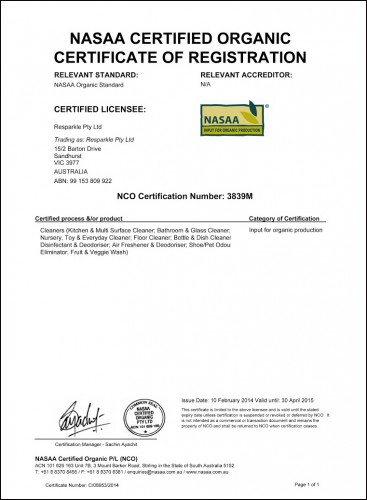 NASAA CERTIFIED ORGANIC
CERTIFICATE OF REGISTRATION
RELEVANT STANDARD:
NASAA Organic Standard
RELEVANT ACCREDITOR:
N/A
CERTIFIED LICENSEE:
Resparkle Pty Ltd
Trading as: Resparkle Pty Ltd
15/2 Barton Drive
Sandhurst
VIC 3977
AUSTRALIA
ABN: 99 153 809 922
NASAA
INPUT FOR ORGANIC PRODUCTION
NCO Certification Number: 3839M
Certified process &/or product
Category of Certification
Cleaners (Kitchen & Multi Surface Cleaner; Bathroom & Glass Cleaner;
Nursery, Toy & Everyday Cleaner; Floor Cleaner; Bottle & Dish Cleaner
Disinfectant & Deodoriser; Air Freshener & Deodoriser; Shoe/Pet Odou
Eliminator; Fruit & Veggie Wash)
Input for organic production
COMMON SEAL
NASAA
CERTIFIED
ORGANIC
PTY LTD
Certification Manager - Sachin Ayachit
Issue Date: 10 February 2014 Valid until: 30 April 2015
This certificate is limited to the above licensee and is valid until the stated
expiry date unless certification is suspended or revoked or deferred by NCO. It
is not intended as a commercial or transaction document and remains the
property of NCO and shall be returned to NCO when certification ceases.
NASAA Certified Organic P/L (NCO)
ACN 101 829 163 Unit 7B, 3 Mount Barker Road, Stirling in the State of South Australia 5152
T: +61 8 8370 8455 / F: +61 8 8370 8381 / enquiries@nasaa.com.au / www.nasaa.com.au
Certificate Number: C/08053/2014
Page 1 of 1